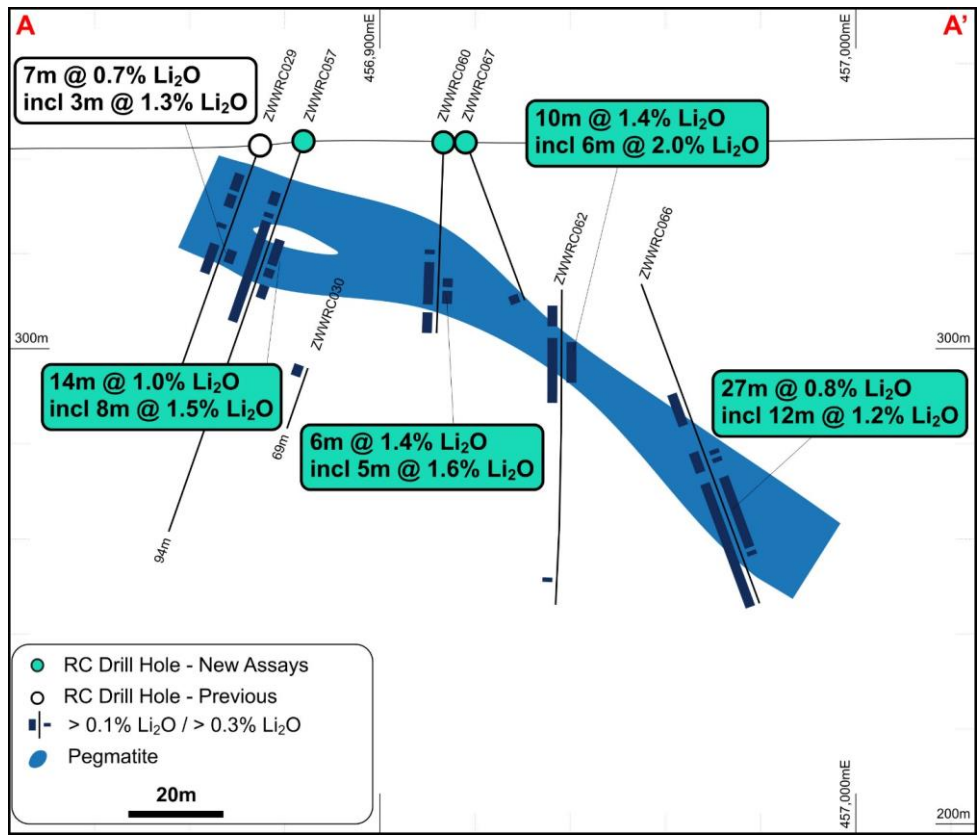 A
A'
456,900mE
457,000mE
7m @ 0.7% Li₂O
incl 3m @ 1.3% Li₂O
ZWWRC029
ZWWRC057
ZWWRC060
ZWWRC067
10m @ 1.4% Li₂O
incl 6m @ 2.0% Li₂O
ZWWRC062
ZWWRC066
ZWWRC030
300m
300m
14m @ 1.0% Li₂O
incl 8m @ 1.5% Li₂O
69m
6m @ 1.4% Li₂O
incl 5m @ 1.6% Li₂O
27m @ 0.8% Li₂O
incl 12m @ 1.2% Li₂O
94m
RC Drill Hole - New Assays
RC Drill Hole - Previous
> 0.1% Li₂O / > 0.3% Li₂O
Pegmatite
20m
456,900mE
457,000mE
200m